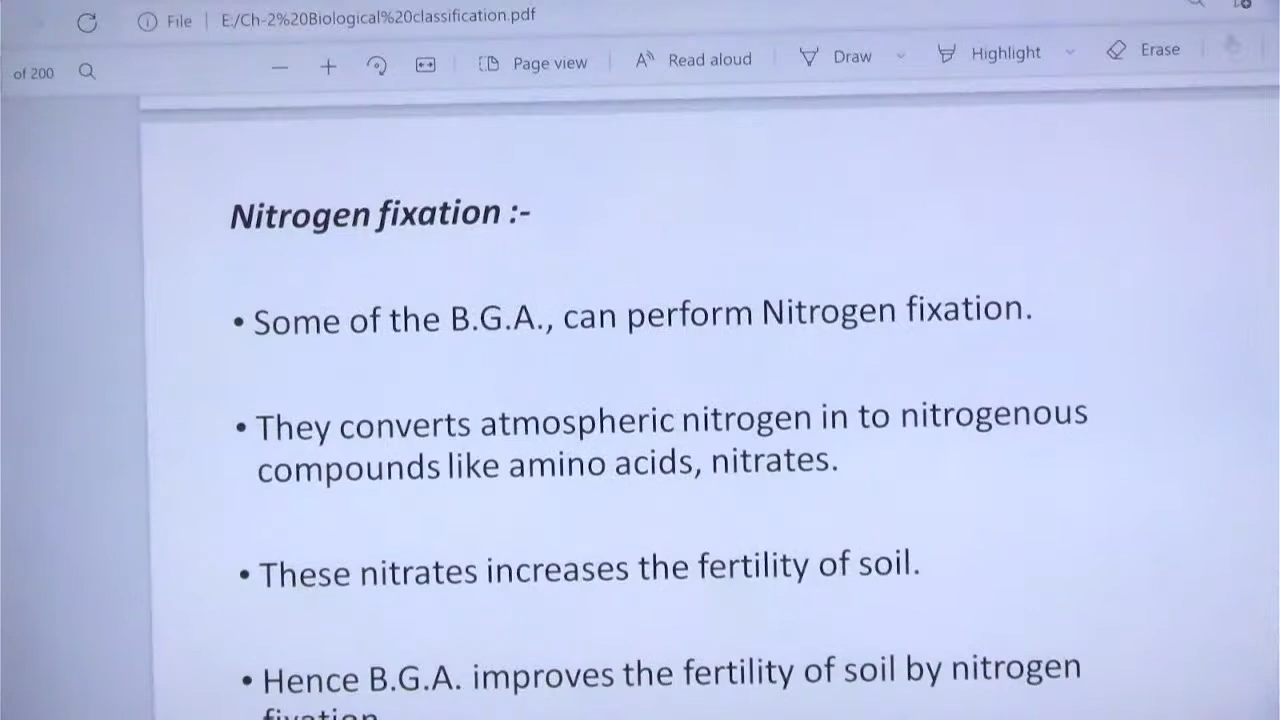 File | E:/Ch-2%20Biological%20classification.pdf
of 200 Page view Read aloud Draw Highlight Erase
Nitrogen fixation :-
• Some of the B.G.A., can perform Nitrogen fixation.
• They converts atmospheric nitrogen in to nitrogenous
compounds like amino acids, nitrates.
• These nitrates increases the fertility of soil.
• Hence B.G.A. improves the fertility of soil by nitrogen
fixation